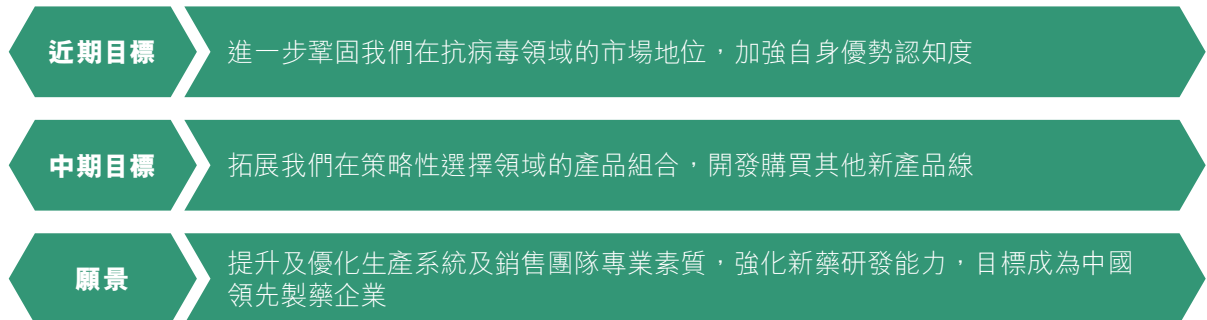 近期目標
進一步鞏固我們在抗病毒領域的市場地位，加強自身優勢認知度
中期目標
拓展我們在策略性選擇領域的產品組合，開發購買其他新產品線
願景
提升及優化生產系統及銷售團隊專業素質，強化新藥研發能力，目標成為中國
領先製藥企業